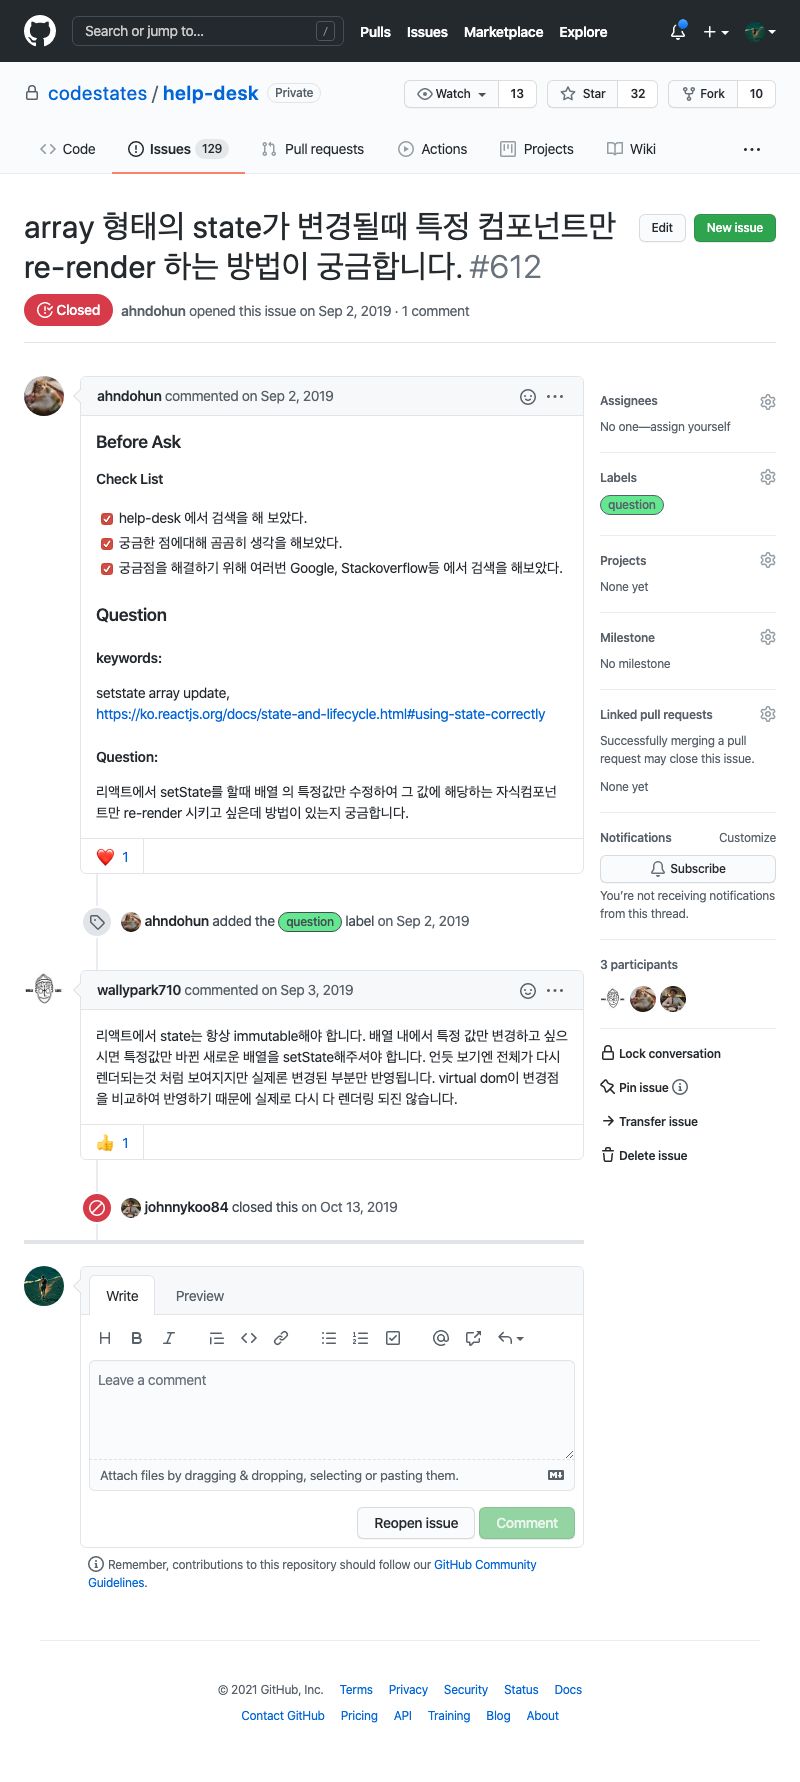 Search or jump to... /
Pulls Issues Marketplace Explore
codestates / help-desk Private
Watch 13 Star 32 Fork 10
Code Issues 129 Pull requests Actions Projects Wiki
array 형태의 state가 변경될때 특정 컴포넌트만
re-render 하는 방법이 궁금합니다. #612
Edit New issue
Closed ahndohun opened this issue on Sep 2, 2019 · 1 comment
ahndohun commented on Sep 2, 2019
Before Ask
Check List
help-desk 에서 검색을 해 보았다.
궁금한 점에대해 곰곰히 생각을 해보았다.
궁금점을 해결하기 위해 여러번 Google, Stackoverflow등 에서 검색을 해보았다.
Question
keywords:
setstate array update,
https://ko.reactjs.org/docs/state-and-lifecycle.html#using-state-correctly
Question:
리액트에서 setState를 할때 배열 의 특정값만 수정하여 그 값에 해당하는 자식컴포넌
트만 re-render 시키고 싶은데 방법이 있는지 궁금합니다.
❤️ 1
ahndohun added the question label on Sep 2, 2019
wallypark710 commented on Sep 3, 2019
리액트에서 state는 항상 immutable해야 합니다. 배열 내에서 특정 값만 변경하고 싶으
시면 특정값만 바뀐 새로운 배열을 setState해주셔야 합니다. 언듯 보기엔 전체가 다시
렌더되는것 처럼 보여지지만 실제론 변경된 부분만 반영됩니다. virtual dom이 변경점
을 비교하여 반영하기 때문에 실제로 다시 다 렌더링 되진 않습니다.
👍 1
johnnykoo84 closed this on Oct 13, 2019
Write Preview
H B I
Leave a comment
Attach files by dragging & dropping, selecting or pasting them.
Reopen issue Comment
Remember, contributions to this repository should follow our GitHub Community
Guidelines.
Assignees
No one—assign yourself
Labels
question
Projects
None yet
Milestone
No milestone
Linked pull requests
Successfully merging a pull
request may close this issue.
None yet
Notifications Customize
Subscribe
You're not receiving notifications
from this thread.
3 participants
Lock conversation
Pin issue
Transfer issue
Delete issue
© 2021 GitHub, Inc. Terms Privacy Security Status Docs
Contact GitHub Pricing API Training Blog About